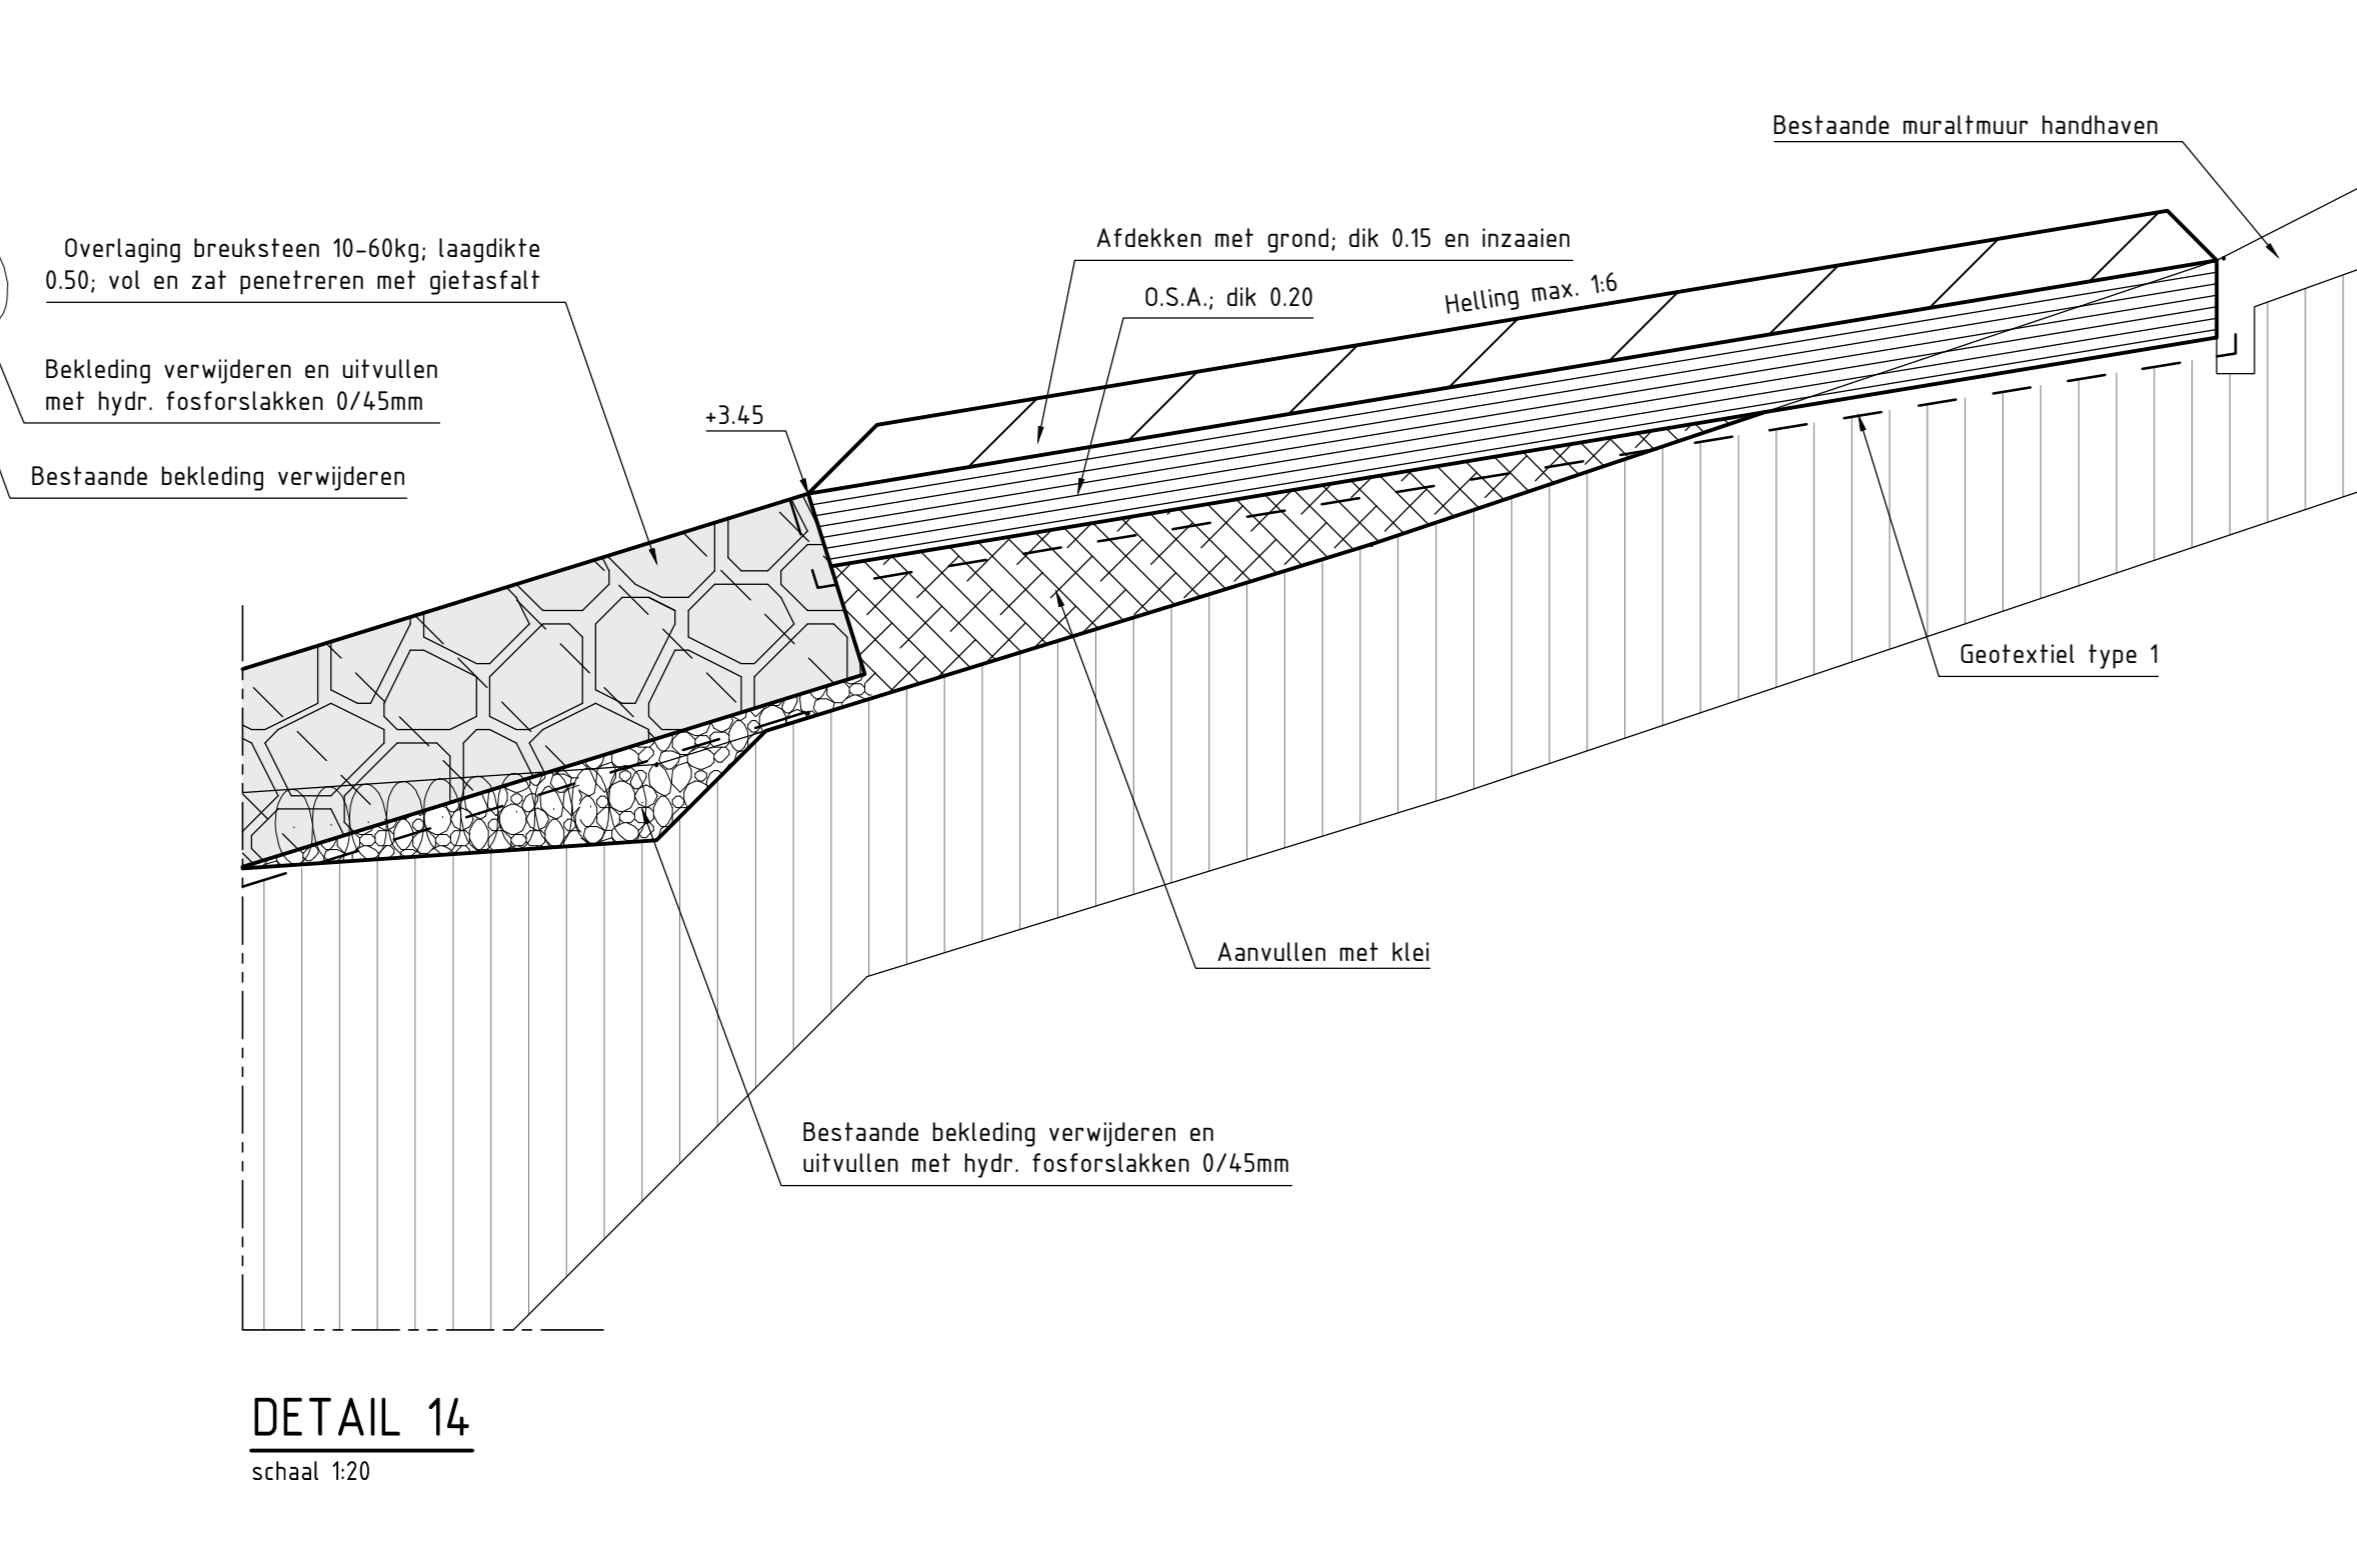 Bestaande muraltmuur handhaven
Overlaging breuksteen 10-60kg; laagdikte
0.50; vol en zat penetreren met gietasfalt
Afdekken met grond; dik 0.15 en inzaaien
O.S.A.; dik 0.20
Helling max. 1:6
Bekleding verwijderen en uitvullen
met hydr. fosforslakken 0/45mm
+3.45
Bestaande bekleding verwijderen
Geotextiel type 1
Aanvullen met klei
Bestaande bekleding verwijderen en
uitvullen met hydr. fosforslakken 0/45mm
DETAIL 14
schaal 1:20